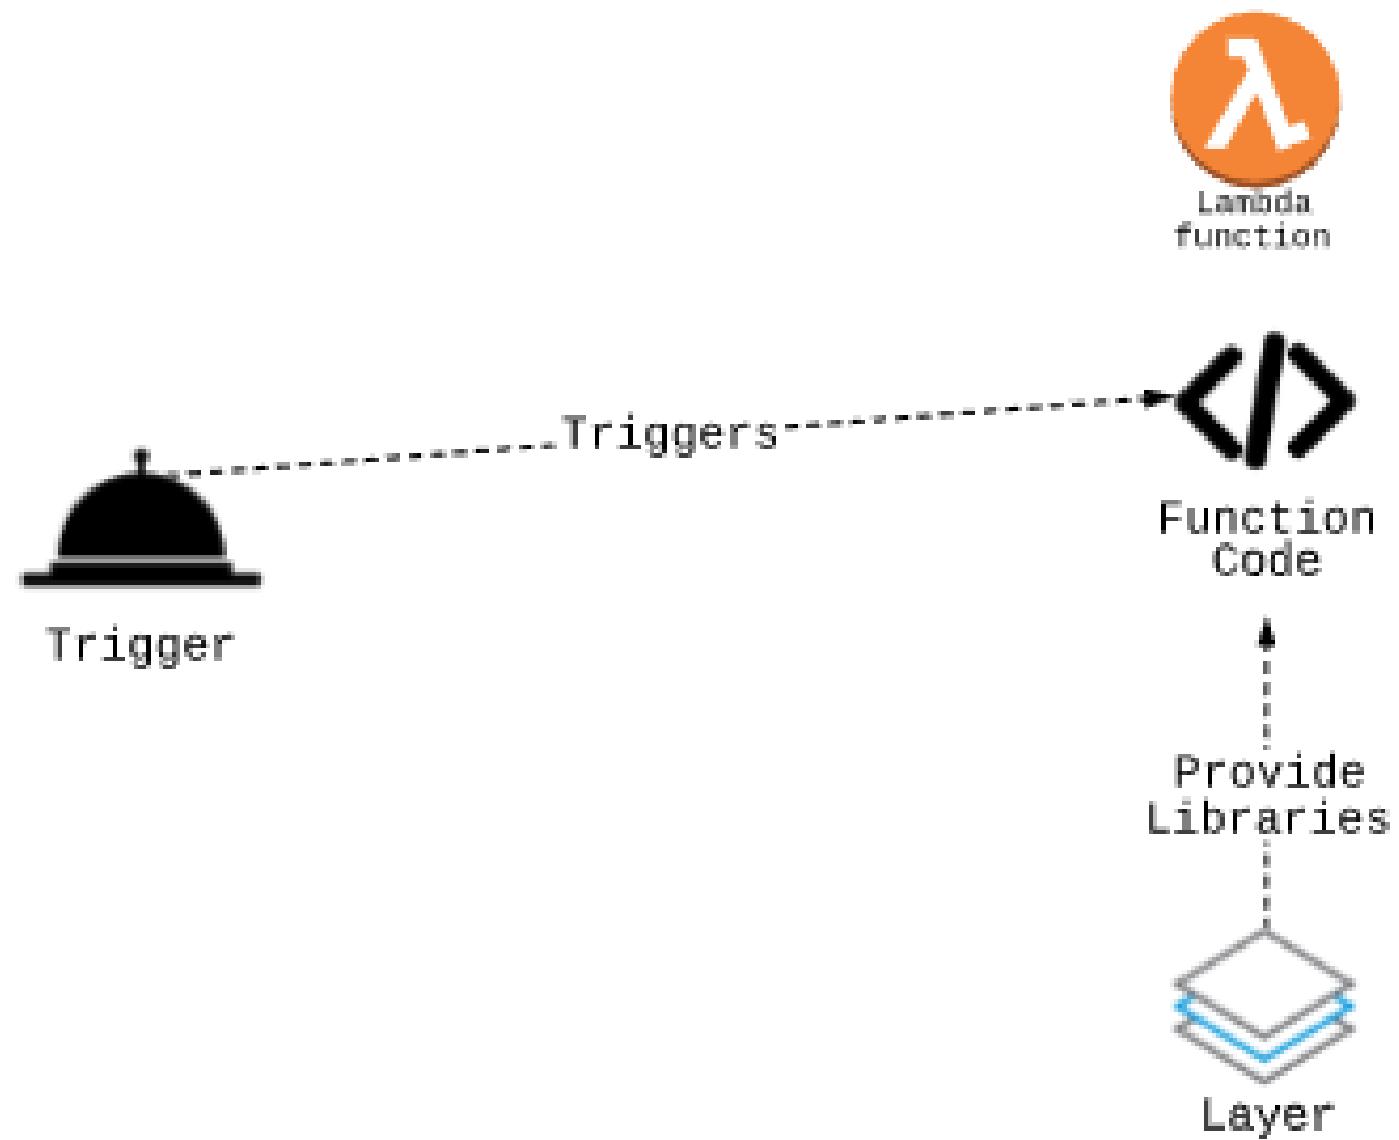 Lambda
function
Triggers
Function
Code
Trigger
Provide
Libraries
Layer